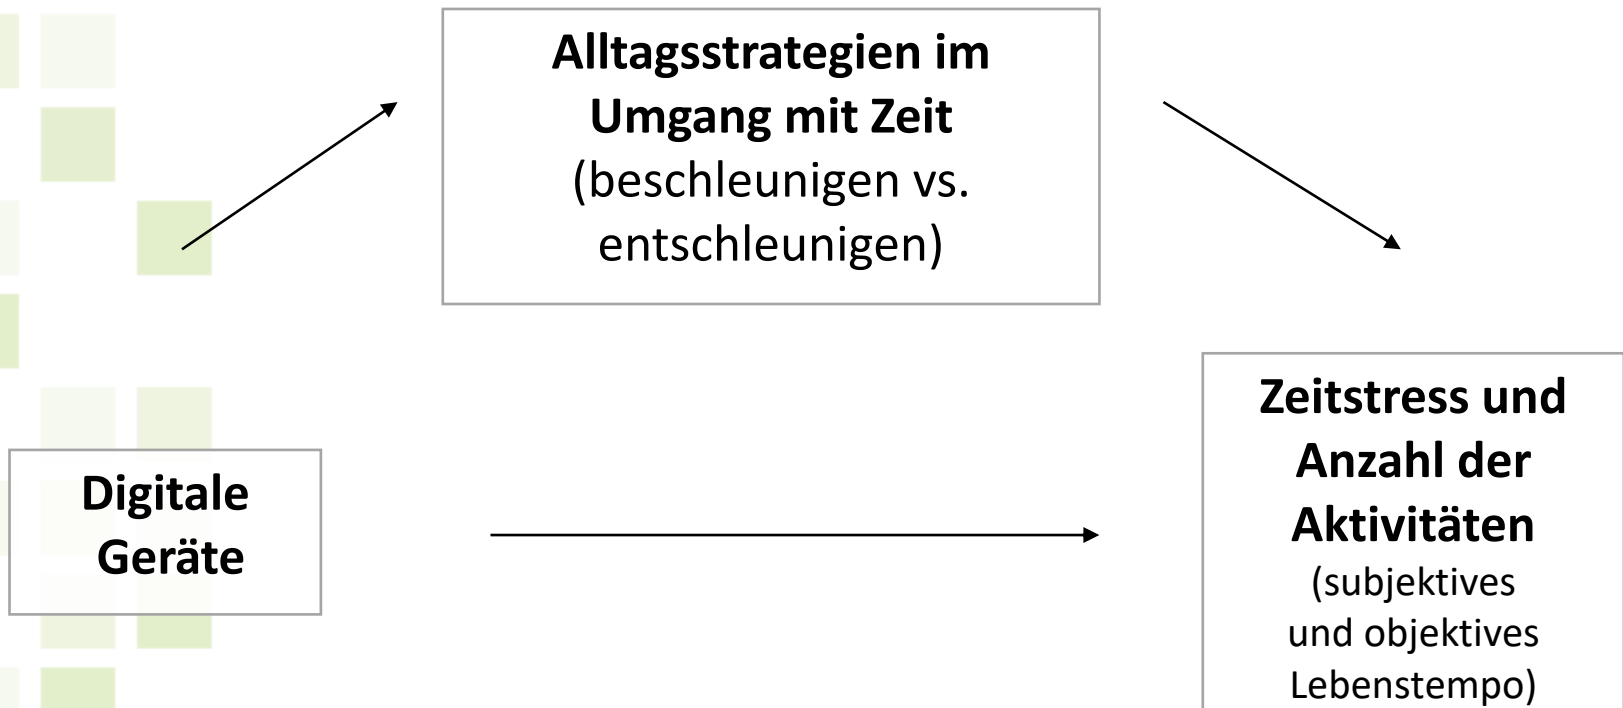 Alltagsstrategien im
Umgang mit Zeit
(beschleunigen vs.
entschleunigen)
Digitale
Geräte
Zeitstress und
Anzahl der
Aktivitäten
(subjektives
und objektives
Lebenstempo)